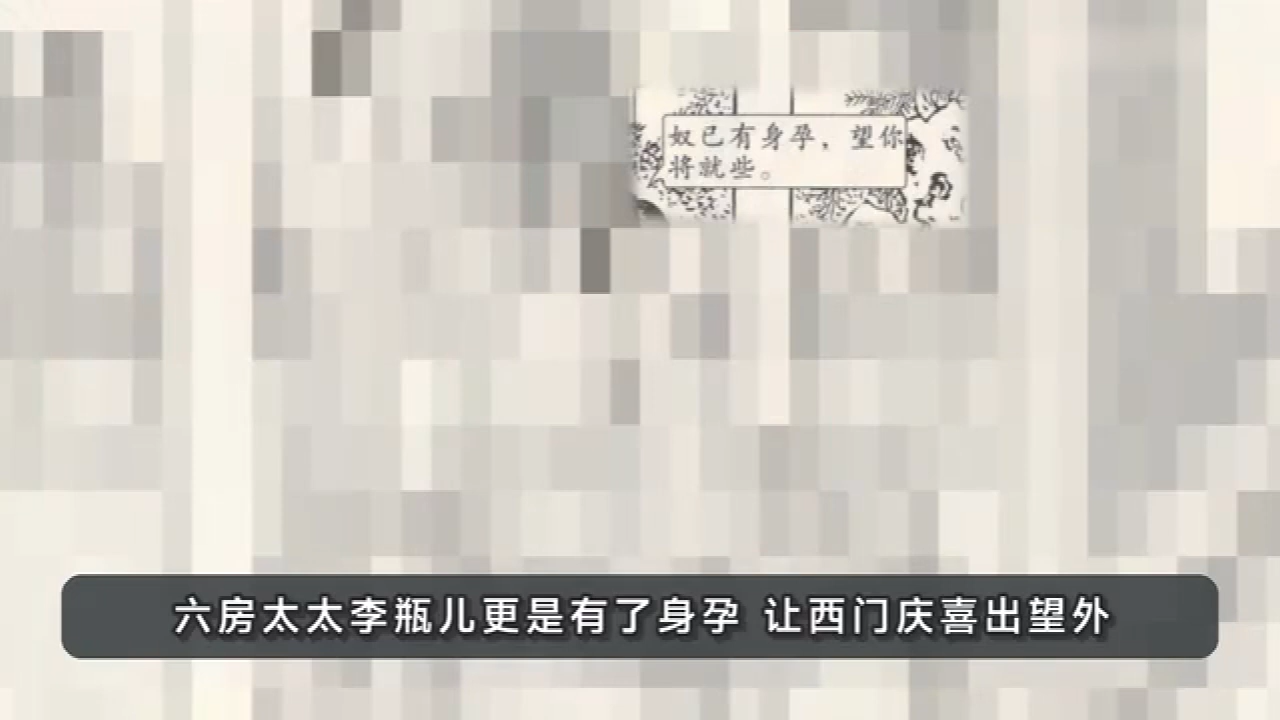 奴已有身孕，望你
将就些。
六房太太李瓶儿更是有了身孕 让西门庆喜出望外